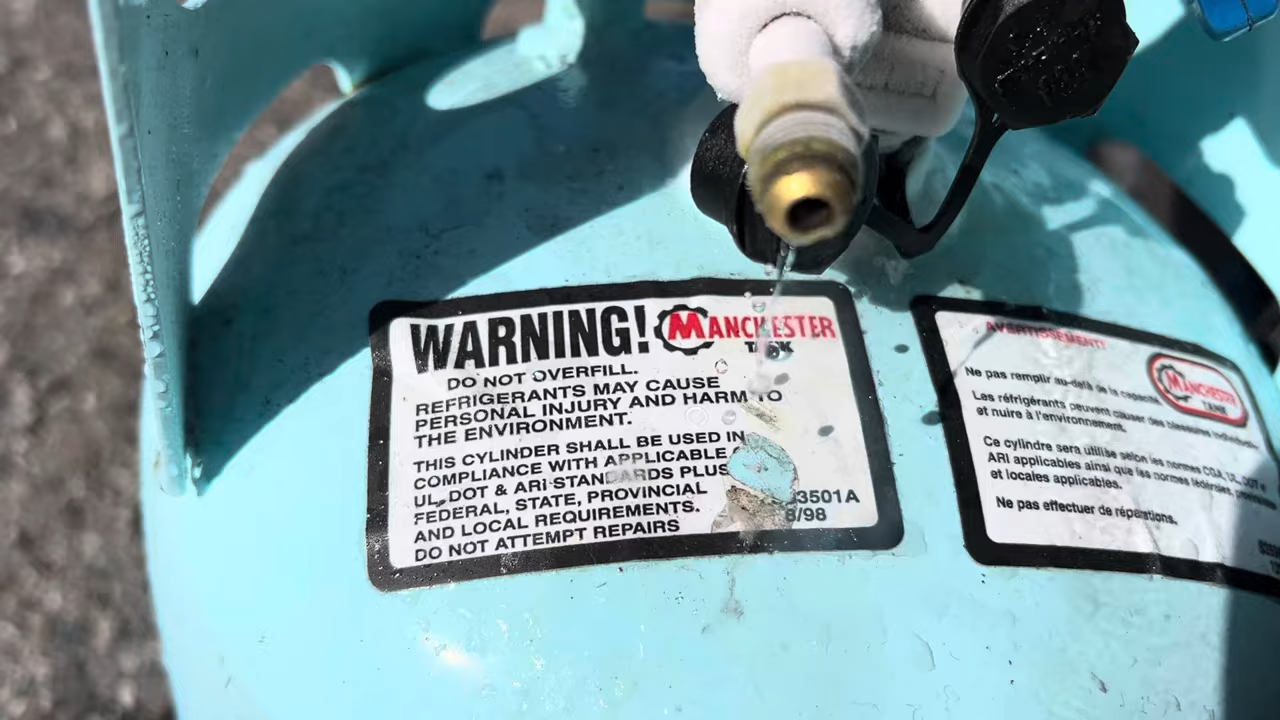 WARNING!
MANCHESTER
TANK
DO NOT OVERFILL.
REFRIGERANTS MAY CAUSE
PERSONAL INJURY AND HARM TO
THE ENVIRONMENT.
THIS CYLINDER SHALL BE USED IN
COMPLIANCE WITH APPLICABLE
UL, DOT & ARI STANDARDS PLUS
FEDERAL, STATE, PROVINCIAL
AND LOCAL REQUIREMENTS.
DO NOT ATTEMPT REPAIRS
3501A
8/98
AVERTISSEMENT!
MANCHESTER
TANK
Ne pas remplir au-delà de la capacité.
Les réfrigérants peuvent causer des blessures
et nuire à l'environnement.
Ce cylindre sera utilisé selon les normes CGA, UL, DOT
ARI applicables ainsi que les normes fédérales,
et locales applicables.
Ne pas effectuer de réparations.